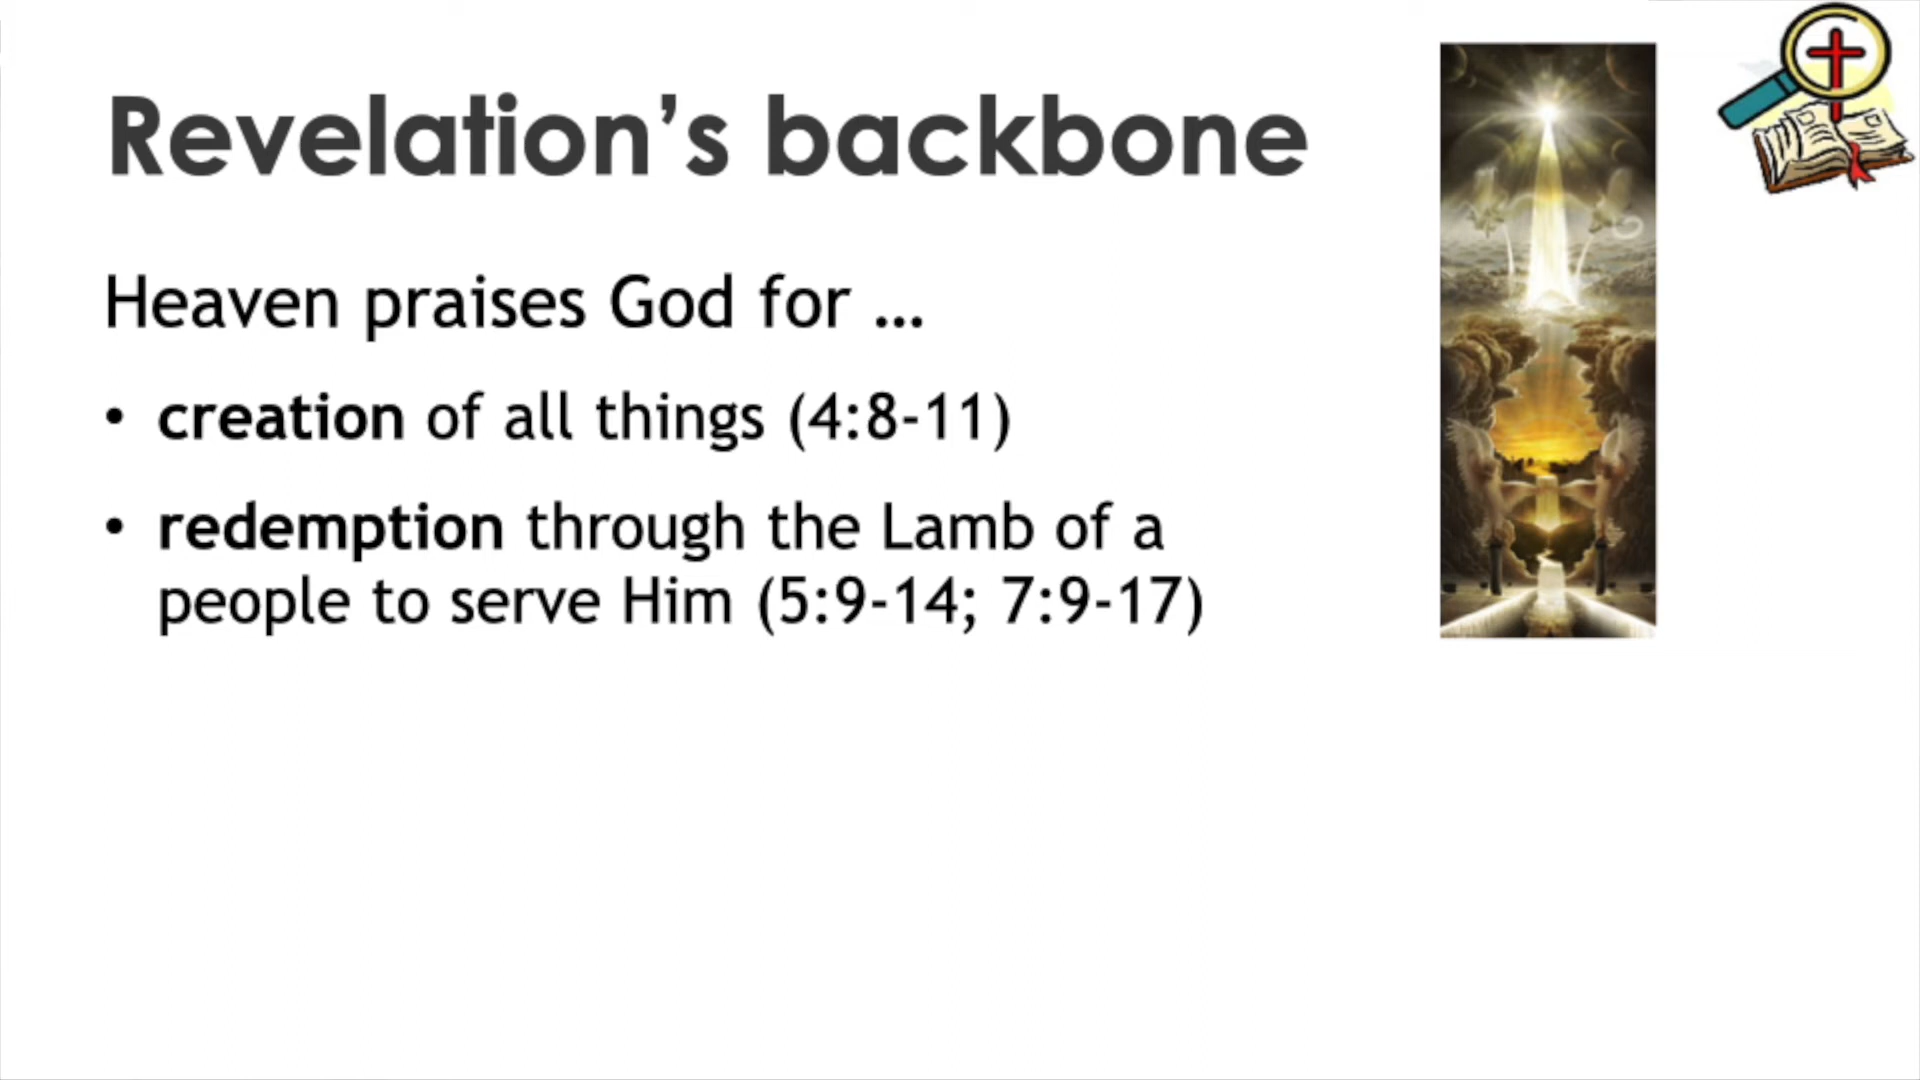 Revelation’s backbone
Heaven praises God for …
• creation of all things (4:8-11)
• redemption through the Lamb of a
people to serve Him (5:9-14; 7:9-17)